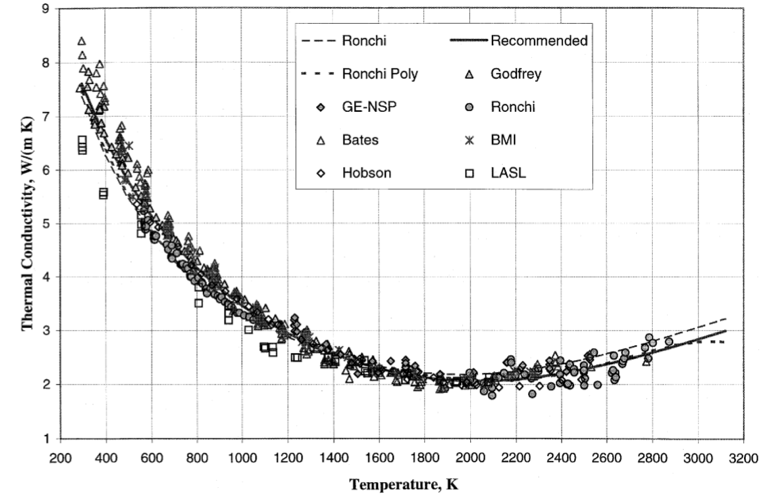 9
8
7
6
5
4
3
2
1
Thermal Conductivity, W/(m K)
Ronchi
Recommended
Ronchi Poly
Godfrey
GE-NSP
Ronchi
Bates
BMI
Hobson
LASL
200 400 600 800 1000 1200 1400 1600 1800 2000 2200 2400 2600 2800 3000 3200
Temperature, K